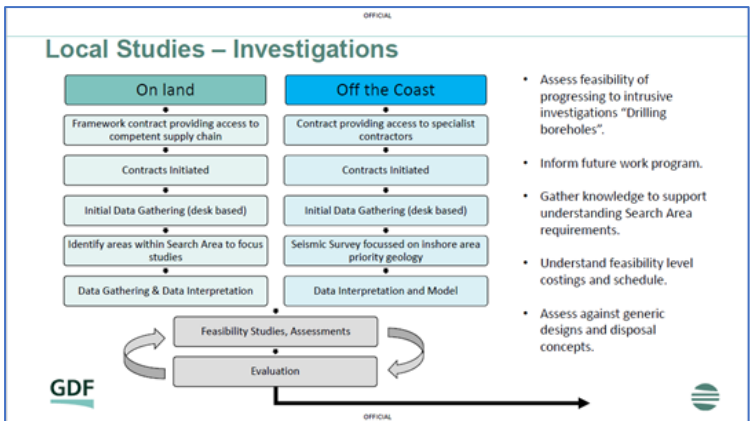 OFFICIAL
Local Studies – Investigations
On land
Framework contract providing access to
competent supply chain
Contracts Initiated
Initial Data Gathering (desk based)
Identify areas within Search Area to focus
studies
Data Gathering & Data Interpretation
Off the Coast
Contract providing access to specialist
contractors
Contracts Initiated
Initial Data Gathering (desk based)
Seismic Survey focussed on inshore area
priority geology
Data Interpretation and Model
Feasibility Studies, Assessments
Evaluation
• Assess feasibility of
progressing to intrusive
investigations “Drilling
boreholes”.
• Inform future work program.
• Gather knowledge to support
understanding Search Area
requirements.
• Understand feasibility level
costings and schedule.
• Assess against generic
designs and disposal
concepts.
GDF
OFFICIAL